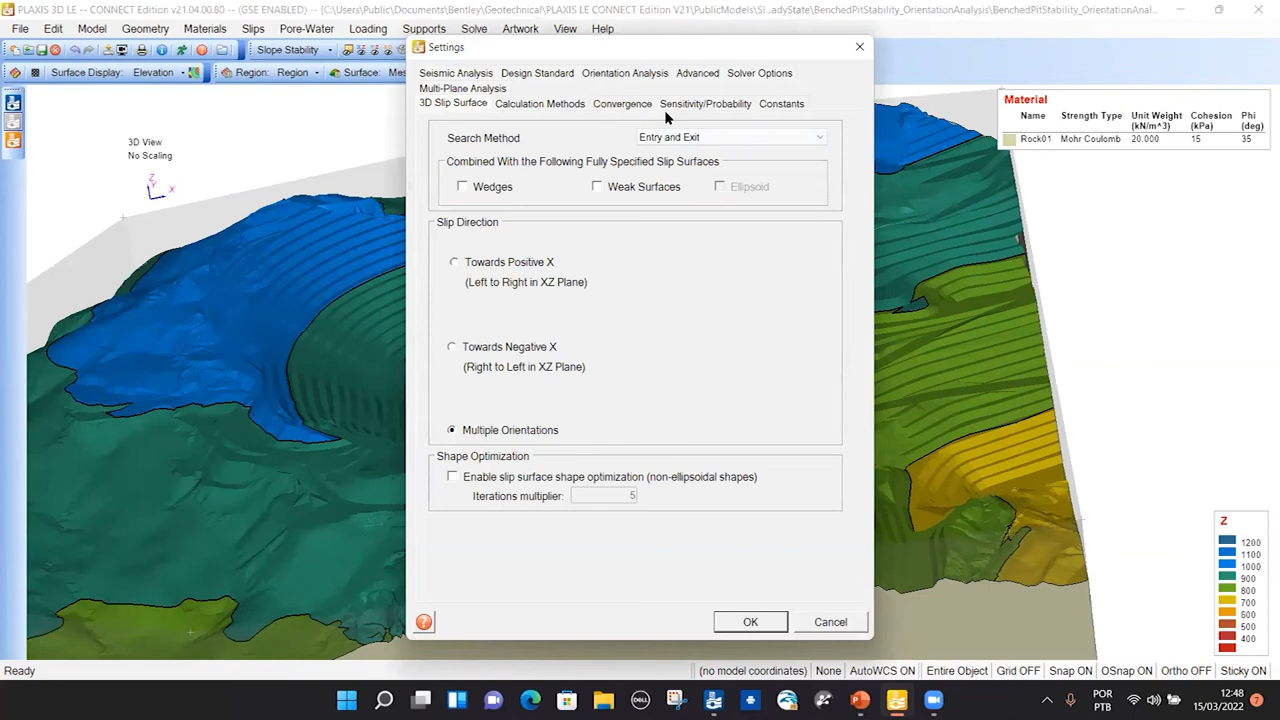 PLAXIS 3D LE -- CONNECT Edition v21.04.00.80 -- (GSE ENABLED) -- [C:\Users\Public\Documents\Bentley\Geotechnical\PLAXIS LE CONNECT Edition V21\PublicModels\Sl...adyState\BenchedPitStability_OrientationAnalysis\BenchedPitStability_OrientationAnal...
File Edit Model Geometry Materials Slips Pore-Water Loading Supports Solve Artwork View Help
Slope Stability
Surface Display: Elevation Region: Region Surface: Mes
Settings
Seismic Analysis Design Standard Orientation Analysis Advanced Solver Options
Multi-Plane Analysis
3D Slip Surface Calculation Methods Convergence Sensitivity/Probability Constants
Search Method Entry and Exit
Combined With the Following Fully Specified Slip Surfaces
Wedges Weak Surfaces Ellipsoid
Slip Direction
Towards Positive X
(Left to Right in XZ Plane)
Towards Negative X
(Right to Left in XZ Plane)
Multiple Orientations
Shape Optimization
Enable slip surface shape optimization (non-ellipsoidal shapes)
Iterations multiplier: 5
OK Cancel
3D View
No Scaling
Z
Y
X
Material
Name Strength Type Unit Weight (kN/m^3) Cohesion (kPa) Phi (deg)
Rock01 Mohr Coulomb 20.000 15 35
Z
1200
1100
1000
900
800
700
600
500
400
Ready (no model coordinates) None AutoWCS ON Entire Object Grid OFF Snap ON OSnap ON Ortho OFF Sticky ON
DELL
POR
PTB
12:48
15/03/2022
7